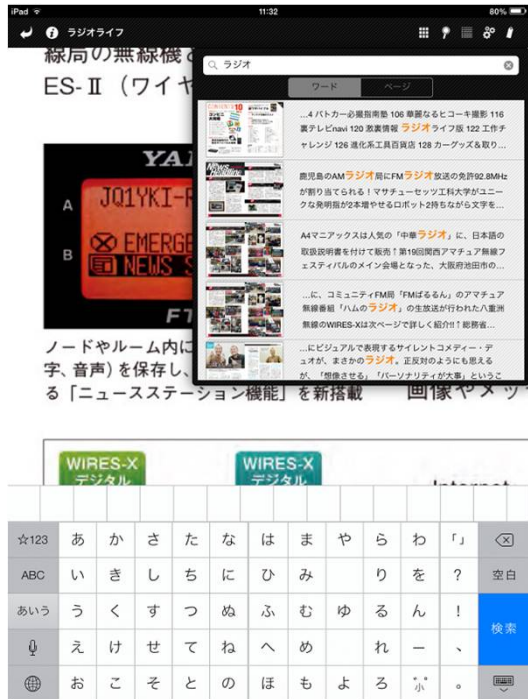 iPad
11:32
80%
ラジオライフ
線局の無線機と
ES-Ⅱ（ワイヤ
ラジオ
ワード
ページ
...4 パトカー必撮指南塾 106 華麗なるヒコーキ撮影 116
裏テレビnavi 120 激裏情報 ラジオライフ版 122 工作チ
ャレンジ 126 進化系工具百貨店 128 カーグッズ＆取り...
鹿児島のAMラジオ局にFMラジオ放送の免許92.8MHz
が割り当てられる！マサチューセッツ工科大学がユニー
クな発明指が2本増やせるロボット2持ちながら文字を...
A4マニアックスは人気の「中華ラジオ」に、日本語の
取扱説明書を付けて販売↑第19回関西アマチュア無線フ
ェスティバルのメイン会場となった、大阪府池田市の...
...に、コミュニティFM局「FMぱるるん」のアマチュア
無線番組「ハムのラジオ」の生放送が行われた八重洲
無線のWIRES-Xは次ページで詳しく紹介!!↑総務省...
...にビジュアルで表現するサイレントコメディー・デ
ュオが、まさかのラジオ。正反対のようにも思える
が、「想像させる」「パーソナリティが大事」というこ
YA
A
JQ1YKI-R
B
EMERGE
NEWS S
FT
ノードやルーム内に
字、音声）を保存し、
る「ニュースステーション機能」を新搭載
画像やメッ
WIRES-X
デジタル
WIRES-X
デジタル
Internet
☆123 あ か さ た な は ま や ら わ 「」
ABC い き し ち に ひ み り を ？ 空白
あいう う く す つ ぬ ふ む ゆ る ん ！
検索
え け せ て ね へ め れ ー 、
お こ そ と の ほ も よ ろ ゛゜小 。